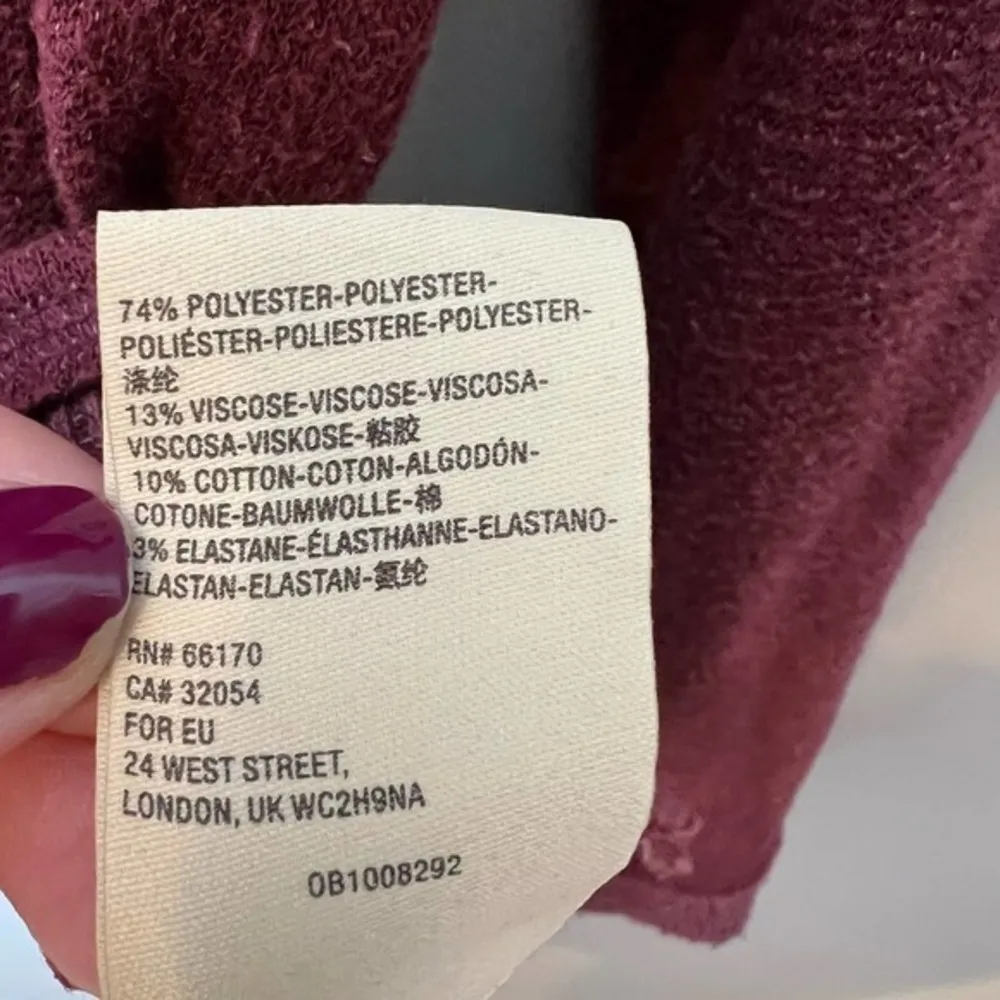 74% POLYESTER-POLYESTER-
POLIÉSTER-POLIESTERE-POLYESTER-
涤纶
13% VISCOSE-VISCOSE-VISCOSA-
VISCOSA-VISKOSE-粘胶
10% COTTON-COTON-ALGODÓN-
COTONE-BAUMWOLLE-棉
3% ELASTANE-ÉLASTHANNE-ELASTANO-
ELASTAN-ELASTAN-氨纶
RN# 66170
CA# 32054
FOR EU
24 WEST STREET,
LONDON, UK WC2H9NA
OB1008292